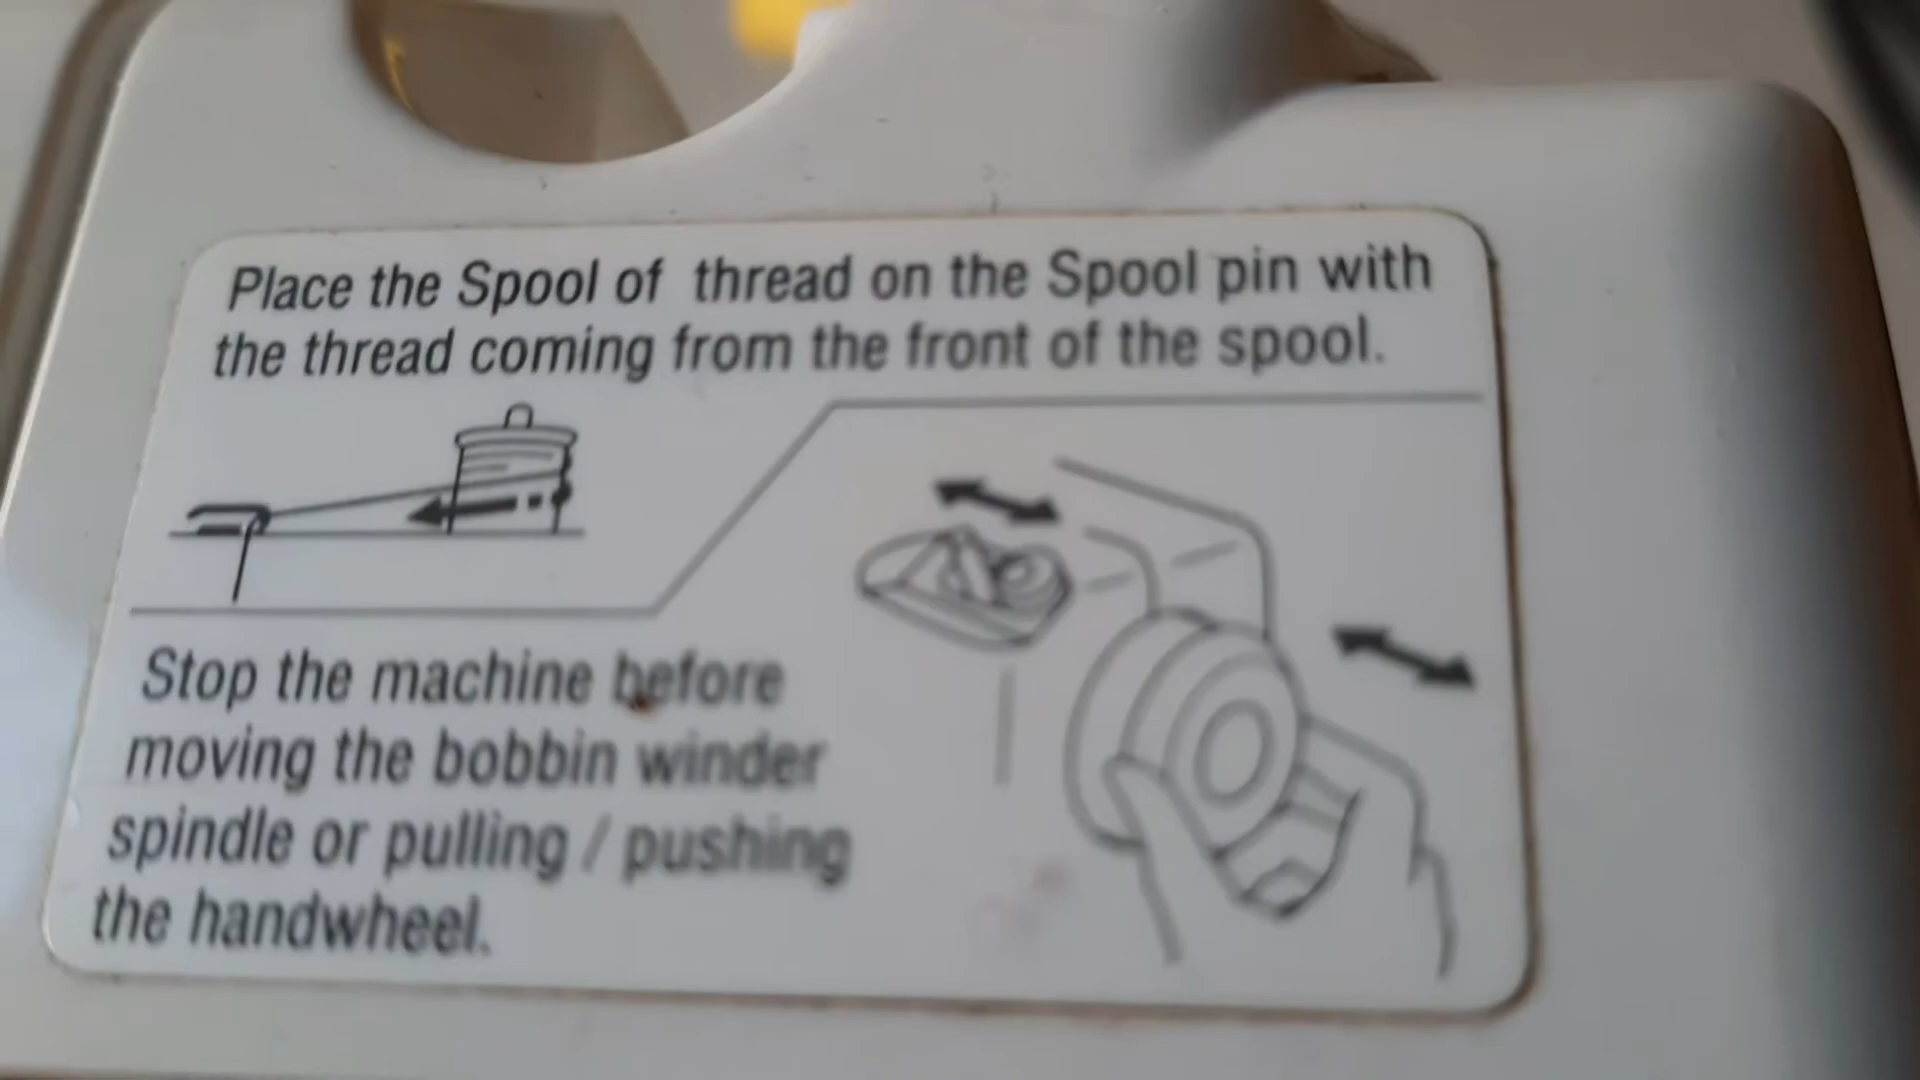 Place the Spool of thread on the Spool pin with
the thread coming from the front of the spool.
Stop the machine before
moving the bobbin winder
spindle or pulling / pushing
the handwheel.